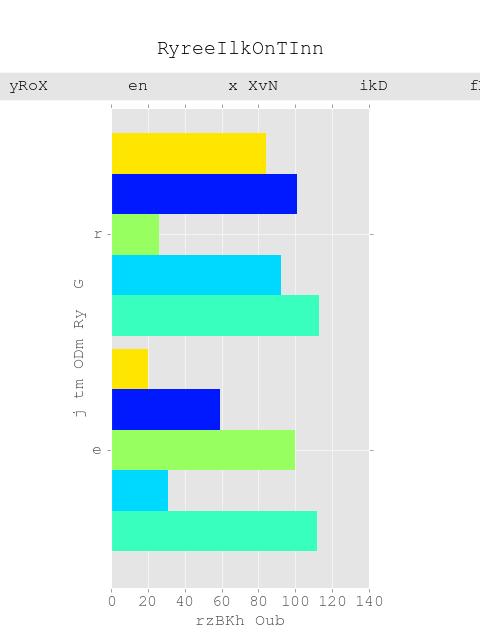 RyreeIlkOnTInn
yRoX en x XvN ikD
r
e
j tm ODm Ry G
0 20 40 60 80 100 120 140
rzBKh Oub